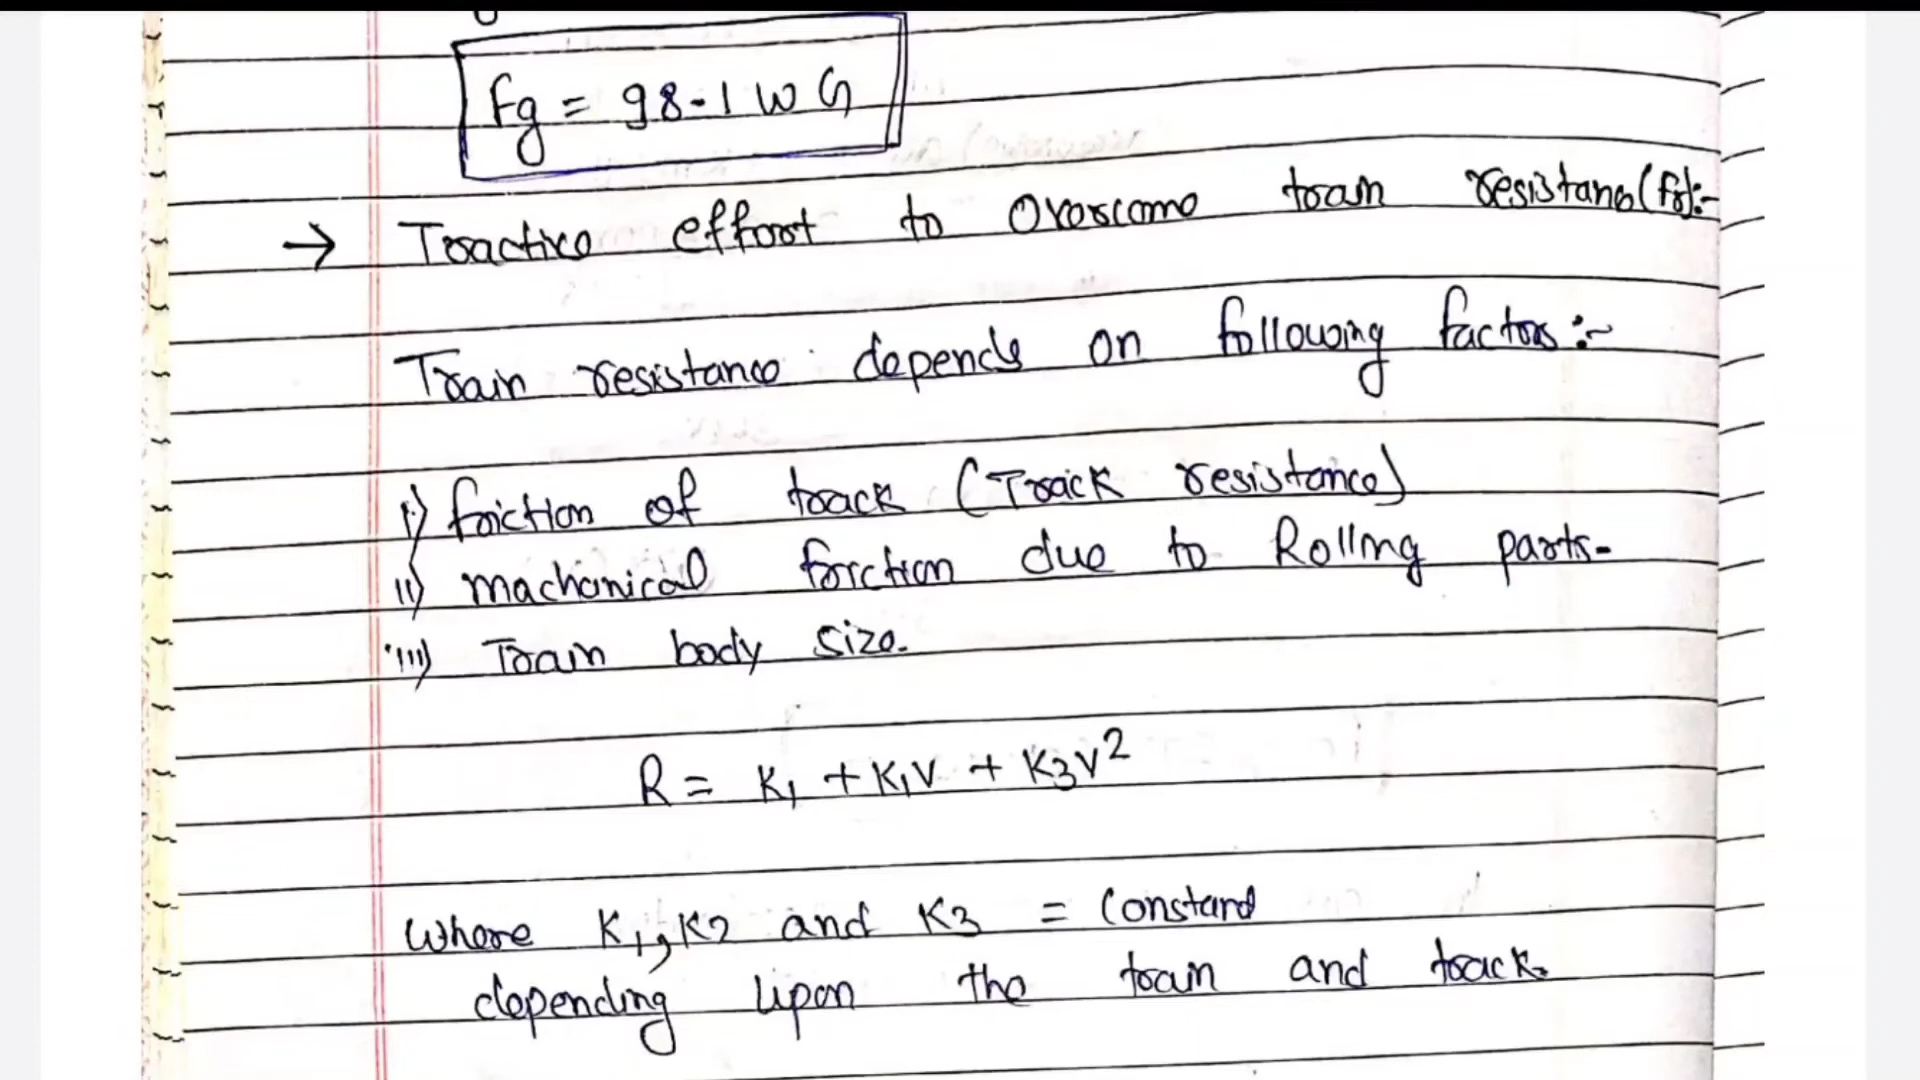 Fg = 98.1 W G
→ Tractive effort to Overcome train resistance (Fr):-
Train resistance depends on following factors :-
i) friction of track (Track resistance)
ii) mechanical friction due to Rolling parts.
iii) Train body size.
R = K₁ + K₁V + K₃V²
Where K₁, K2 and K3 = Constand
depending upon the train and track.